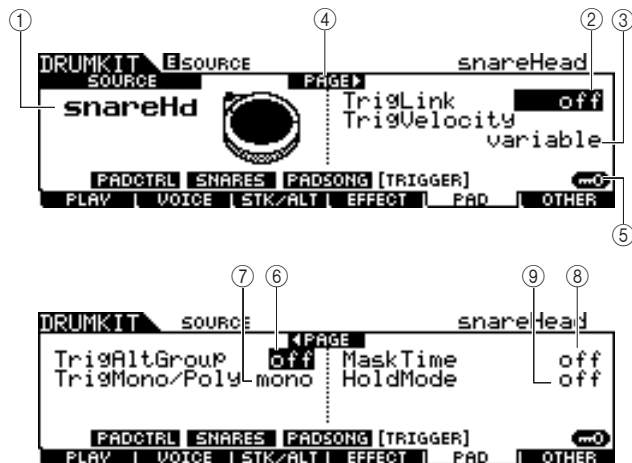 ① ④ ② ③
DRUMKIT E SOURCE snareHead
SOURCE PAGE▶
snareHd TrigLink off
TrigVelocity
variable
PADCTRL SNARES PADSONG [TRIGGER]
PLAY VOICE STK/ALT EFFECT PAD OTHER
⑤
⑦ ⑥ ⑨ ⑧
DRUMKIT SOURCE snareHead
◀PAGE
TrigAltGroup off MaskTime off
TrigMono/Poly mono HoldMode off
PADCTRL SNARES PADSONG [TRIGGER]
PLAY VOICE STK/ALT EFFECT PAD OTHER